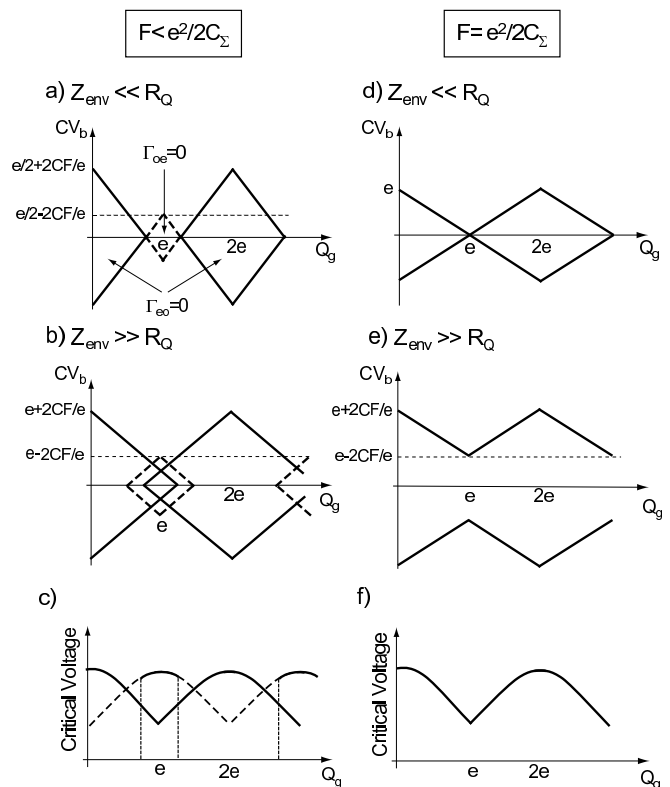 F< e²/2C_Σ
F= e²/2C_Σ
a) Z_env << R_Q
CV_b
Γ_oe=0
e/2+2CF/e
e/2-2CF/e
e
2e
Q_g
Γ_eo=0
d) Z_env << R_Q
CV_b
e
e
2e
Q_g
b) Z_env >> R_Q
CV_b
e+2CF/e
e-2CF/e
e
2e
Q_g
e) Z_env >> R_Q
CV_b
e+2CF/e
e-2CF/e
e
2e
Q_g
c)
Critical Voltage
e
2e
Q_g
f)
Critical Voltage
e
2e
Q_g